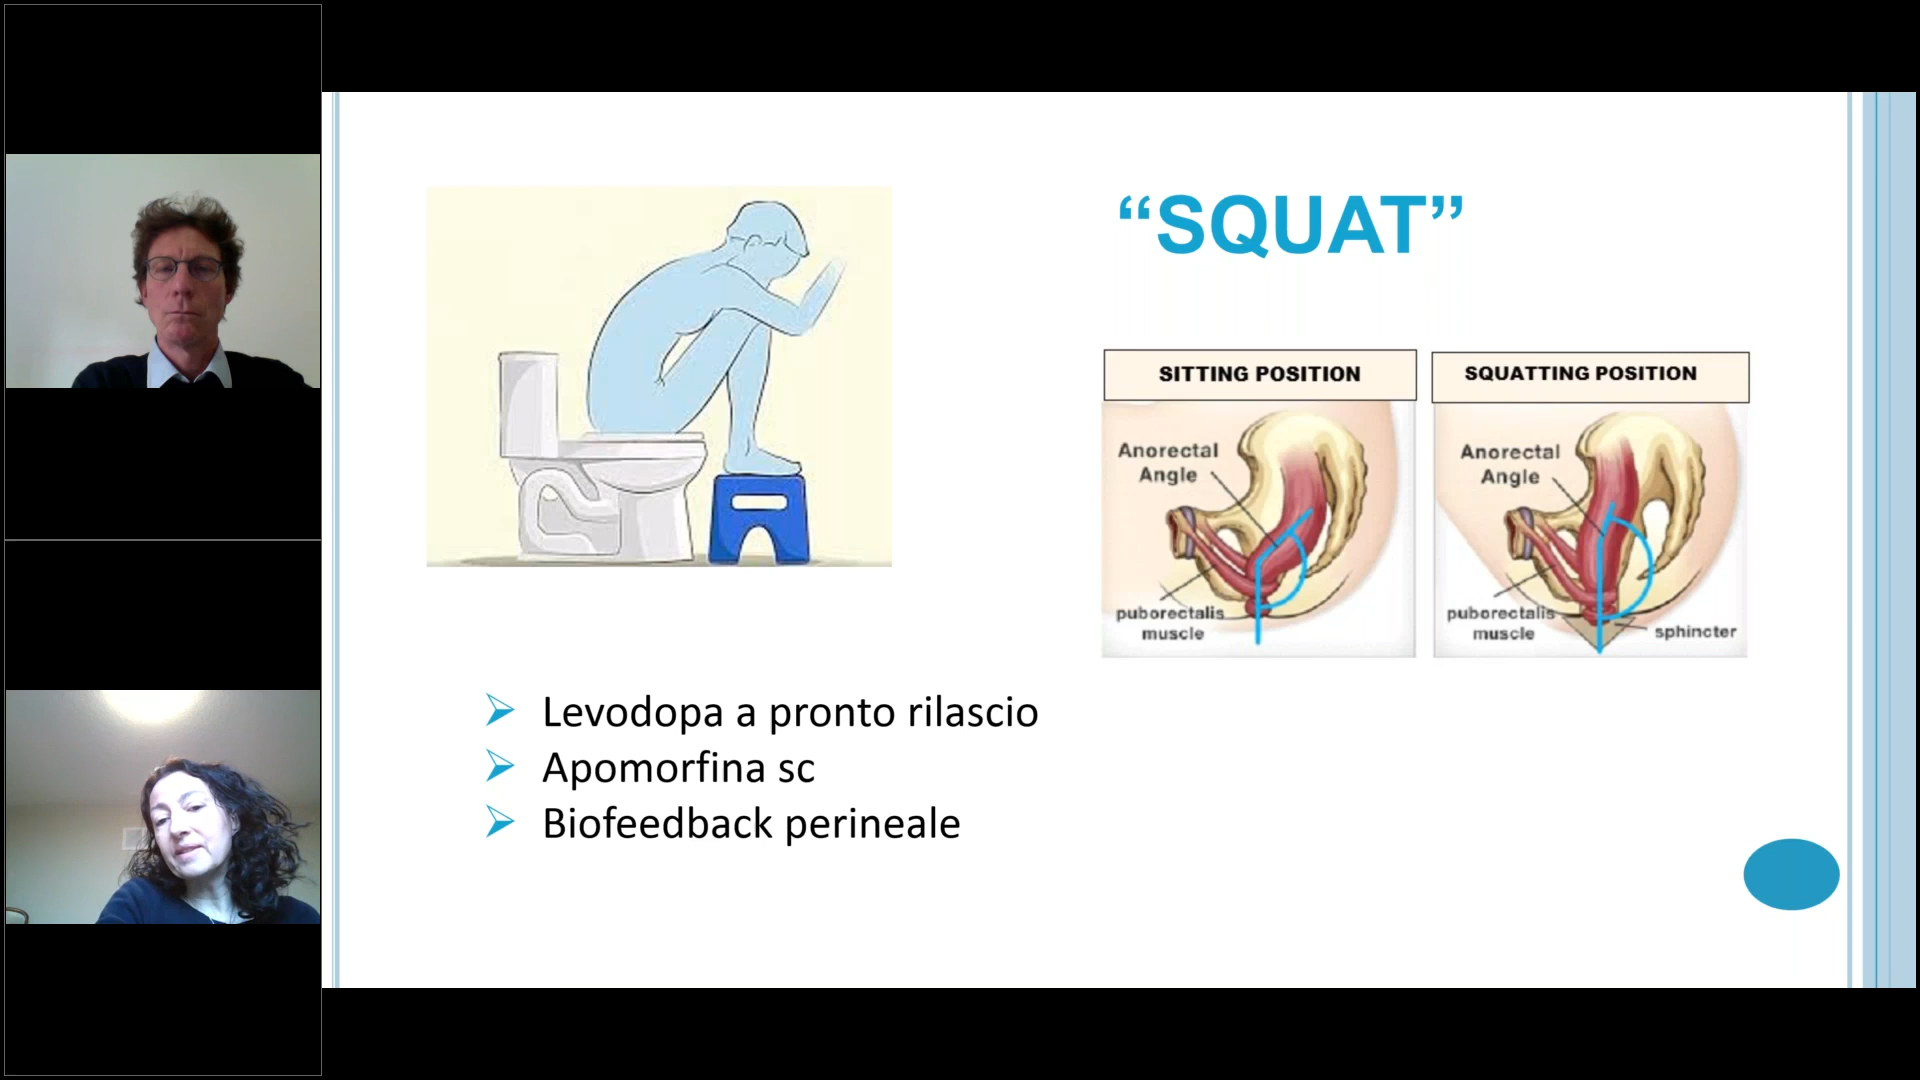 “SQUAT”
SITTING POSITION
Anorectal
Angle
puborectalis
muscle
SQUATTING POSITION
Anorectal
Angle
puborectalis
muscle
sphincter
Levodopa a pronto rilascio
Apomorfina sc
Biofeedback perineale